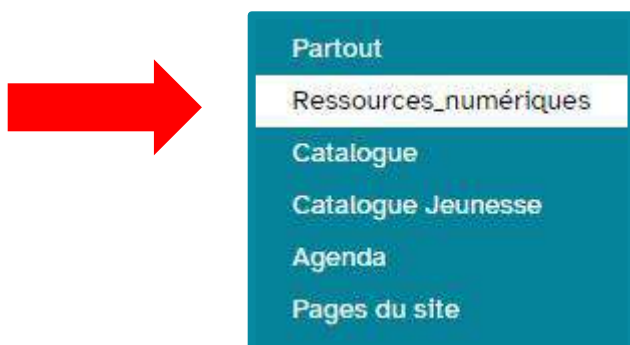 Partout
Ressources_numériques
Catalogue
Catalogue Jeunesse
Agenda
Pages du site